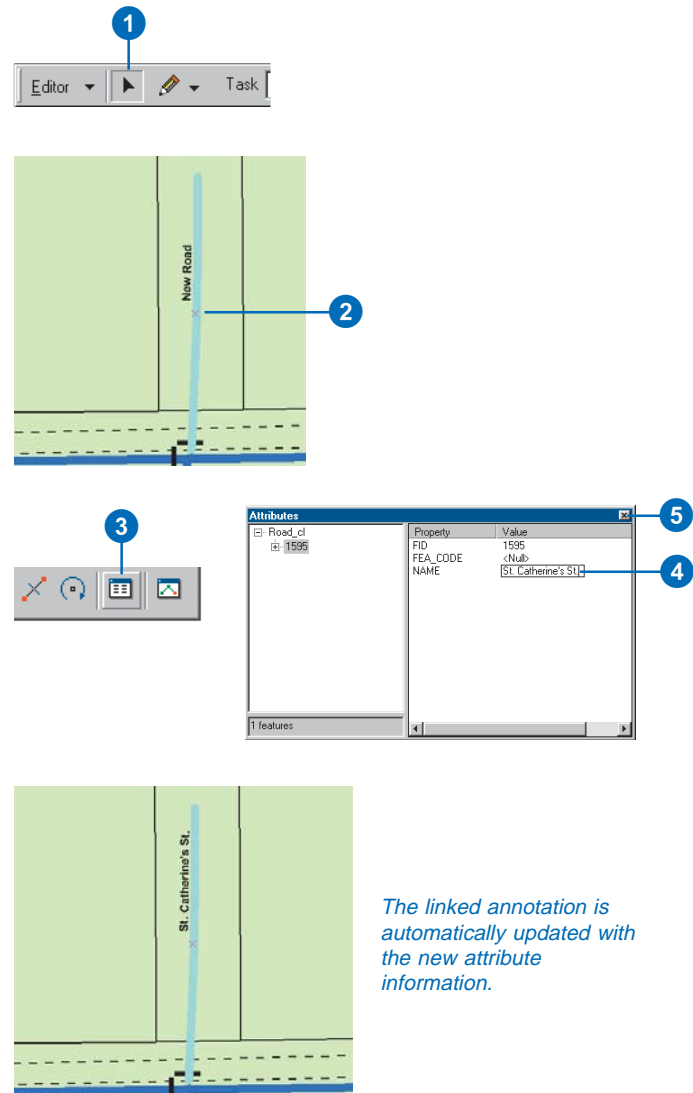 1
Editor Task
New Road
2
3
Attributes
5
Road_cl
1595
Property Value
FID 1595
FEA_CODE <Null>
NAME St. Catherine's St.
4
1 features
St. Catherine's St.
The linked annotation is
automatically updated with
the new attribute
information.